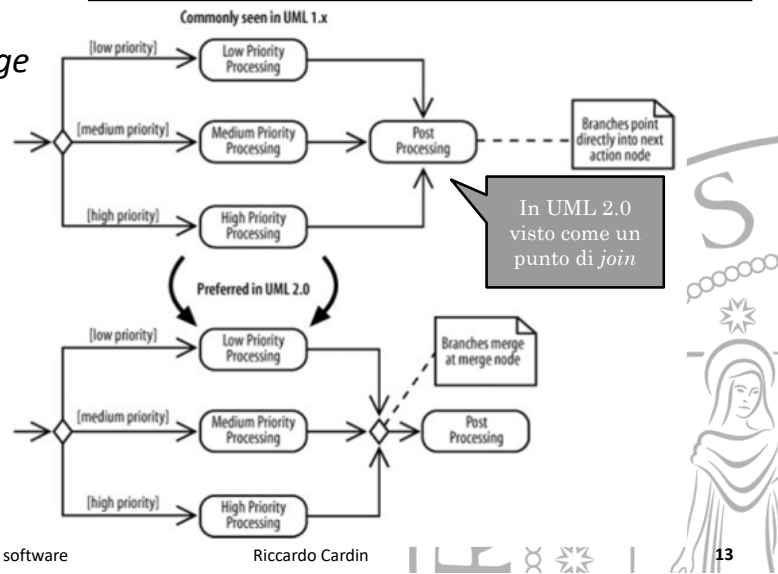 Commonly seen in UML 1.x
ge
[low priority]
Low Priority
Processing
[medium priority]
Medium Priority
Processing
Post
Processing
Branches point
directly into next
action node
[high priority]
High Priority
Processing
In UML 2.0
visto come un
punto di join
Preferred in UML 2.0
[low priority]
Low Priority
Processing
Branches merge
at merge node
[medium priority]
Medium Priority
Processing
Post
Processing
[high priority]
High Priority
Processing
S
software
Riccardo Cardin
13